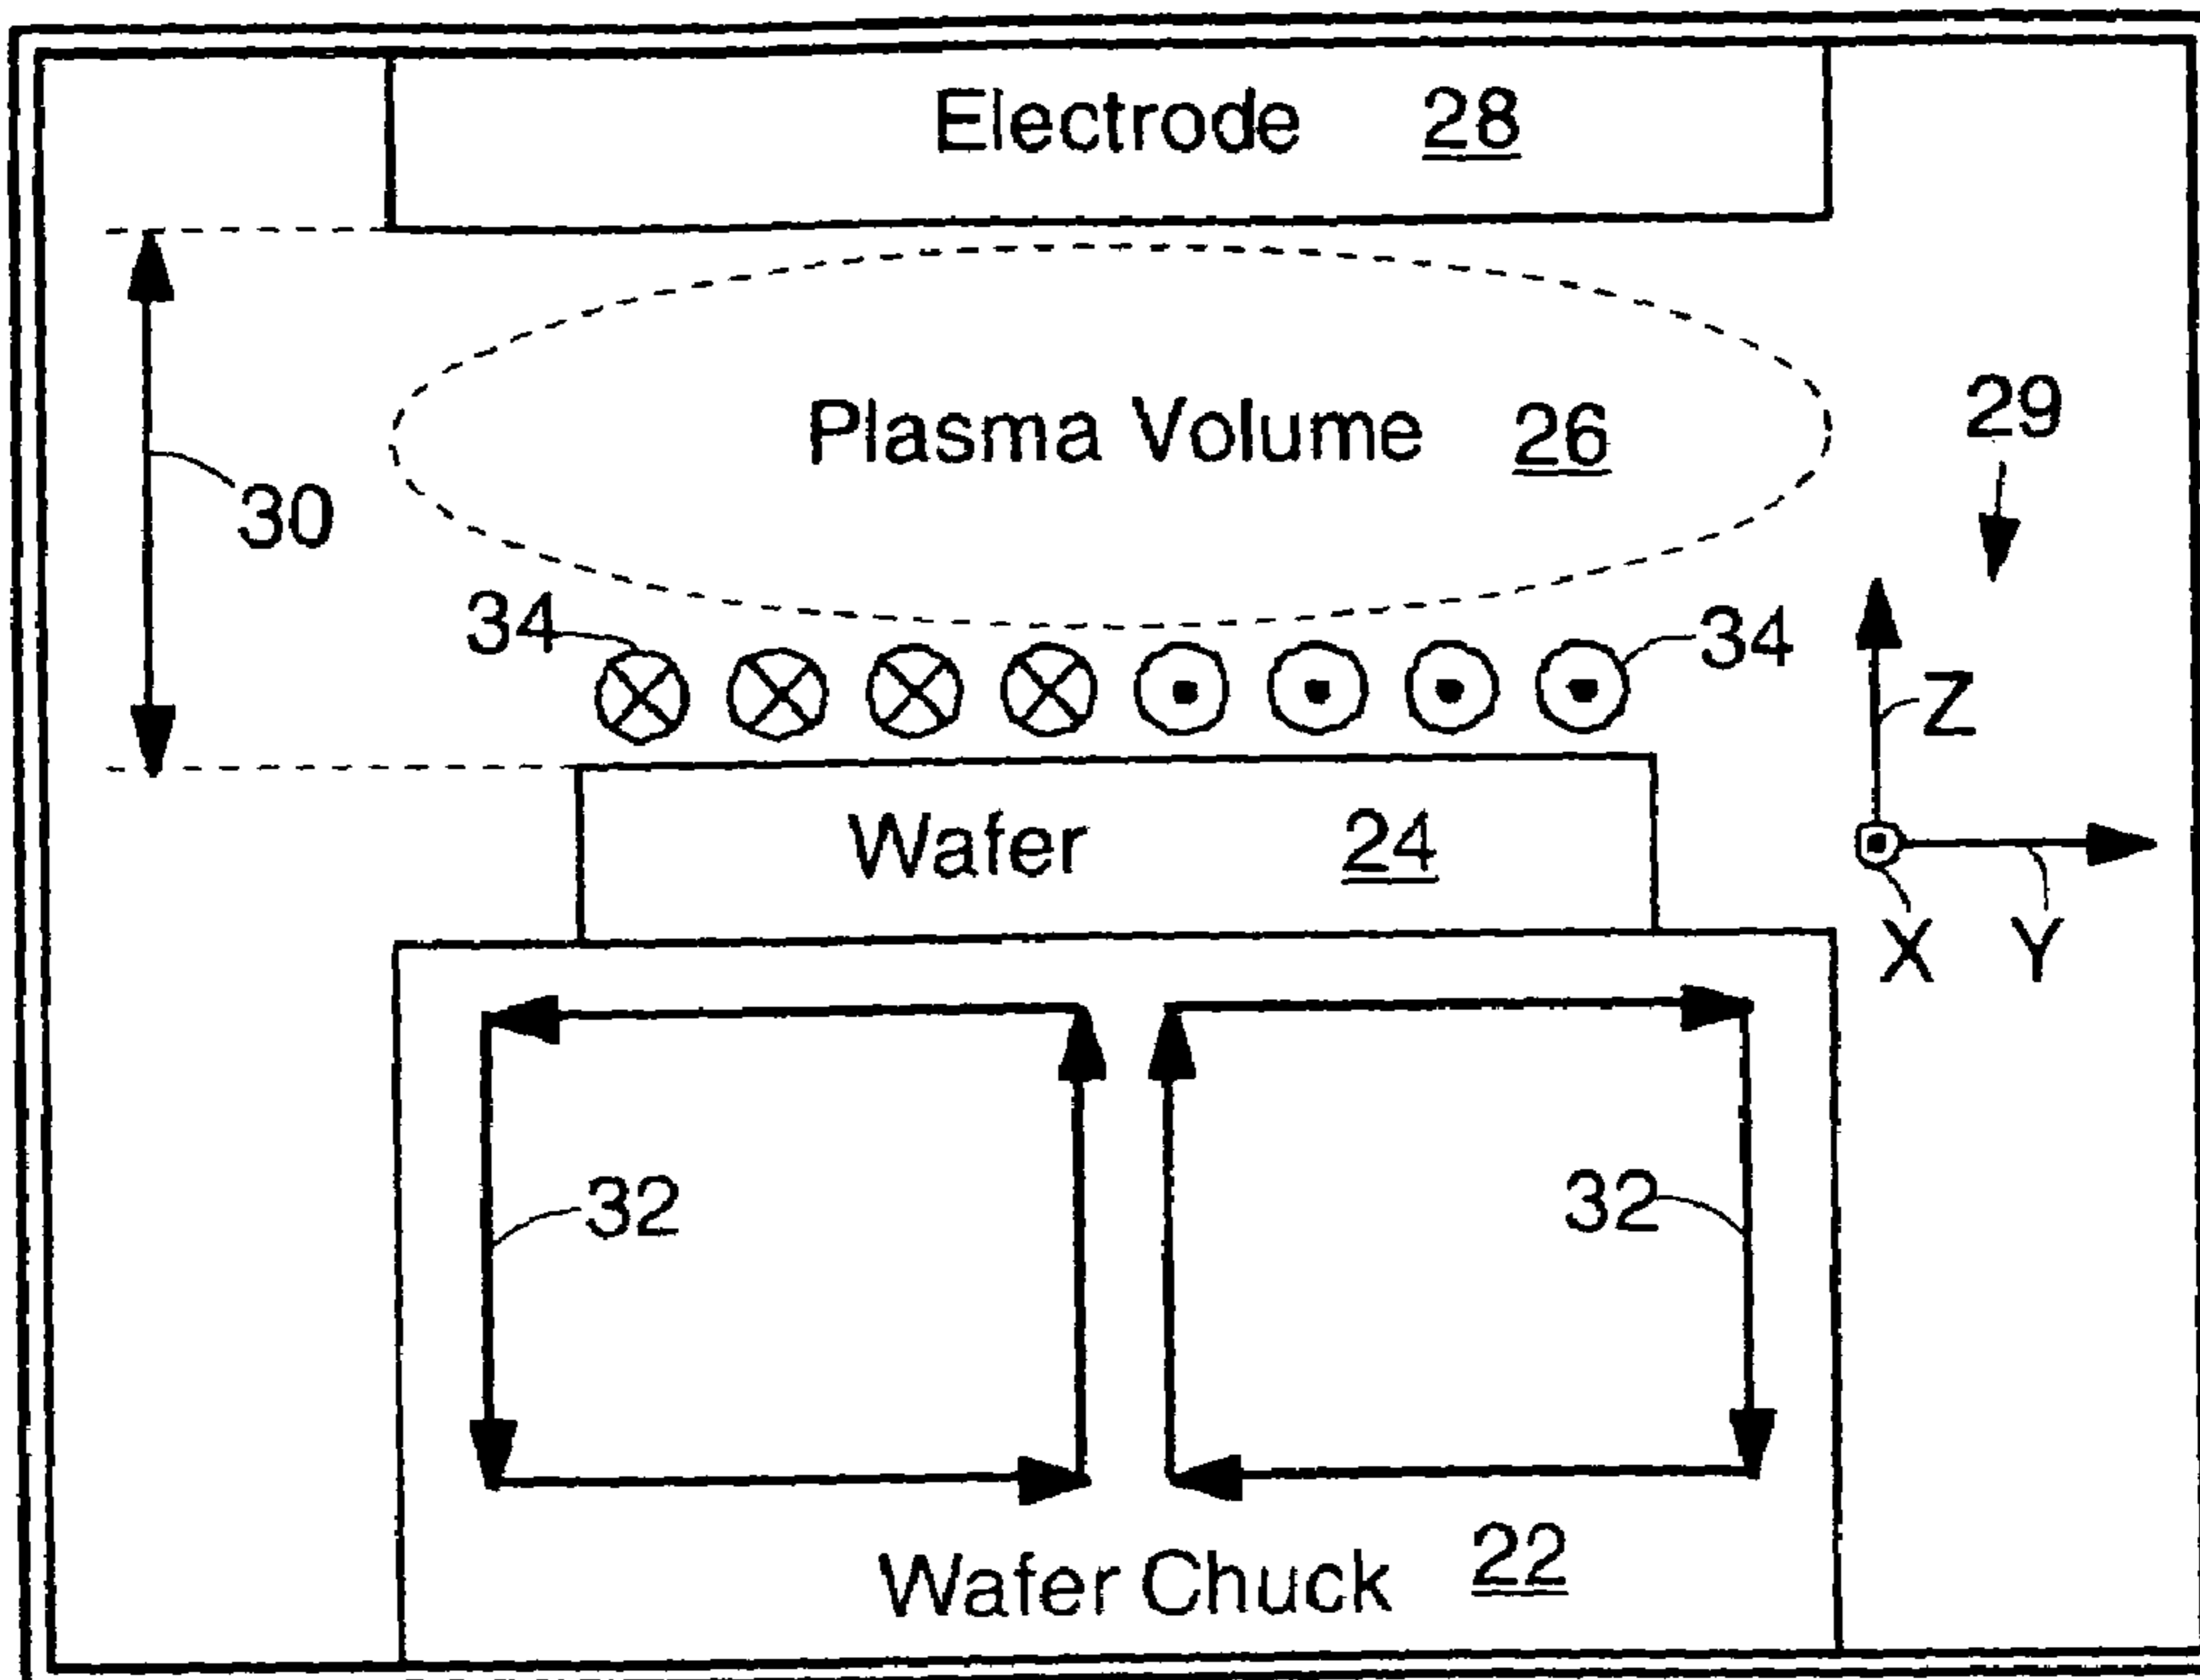 Electrode 28
Plasma Volume 26
29
30
34
34
Z
Wafer 24
X Y
32
32
Wafer Chuck 22